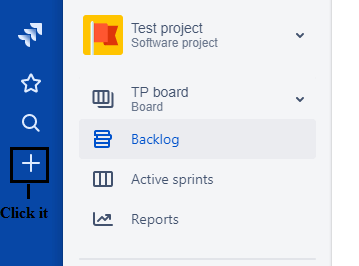 Test project
Software project
TP board
Board
Backlog
Active sprints
Reports
Click it